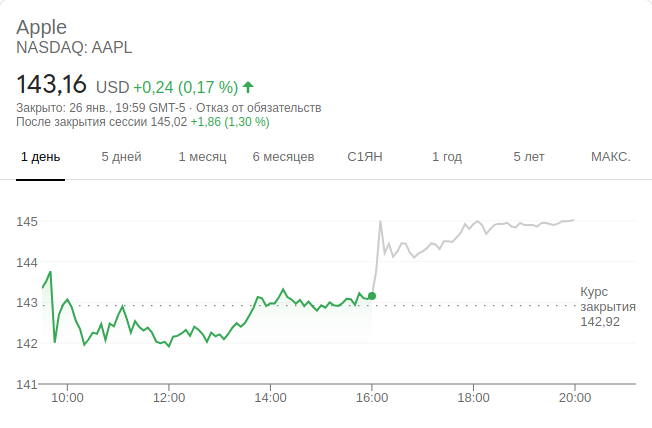 Apple
NASDAQ: AAPL
143,16 USD +0,24 (0,17 %)
Закрыто: 26 янв., 19:59 GMT-5 · Отказ от обязательств
После закрытия сессии 145,02 +1,86 (1,30 %)
1 день 5 дней 1 месяц 6 месяцев С1ЯН 1 год 5 лет МАКС.
145
144
143
142
141
Курс
закрытия
142,92
10:00 12:00 14:00 16:00 18:00 20:00